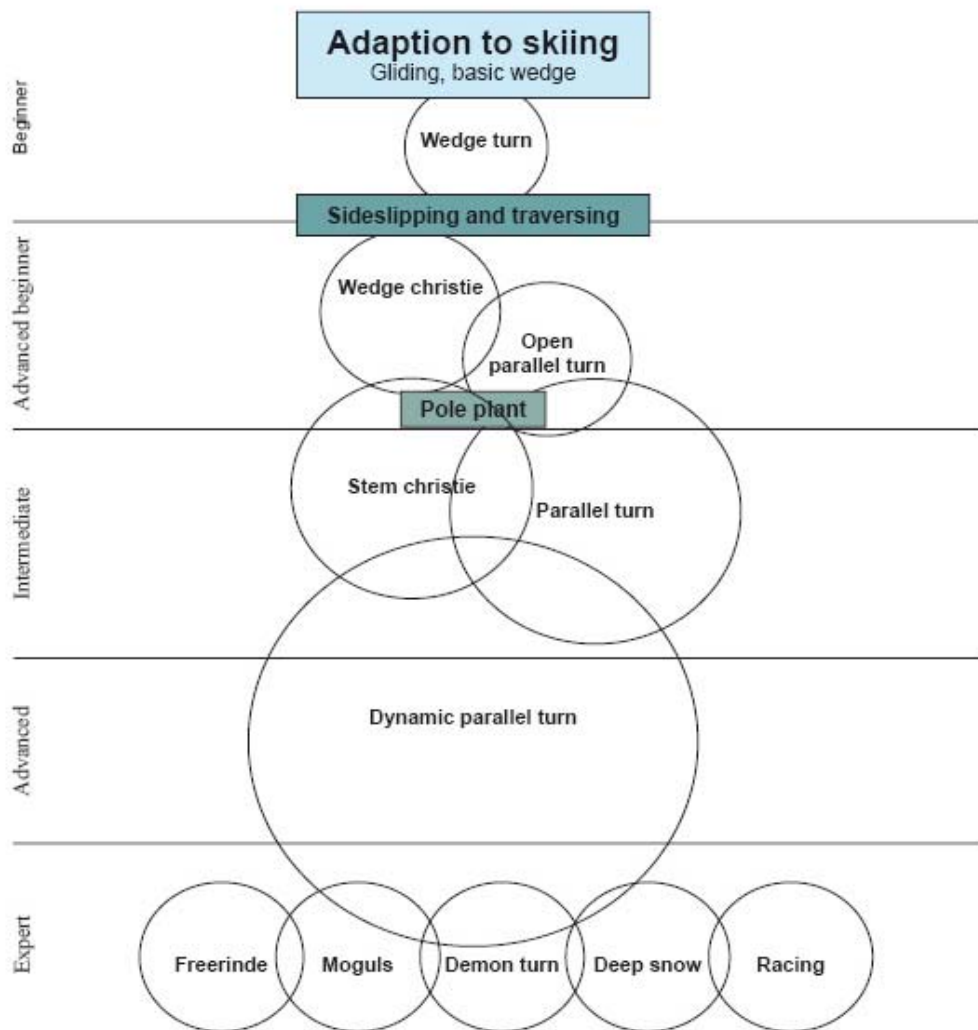 Adaption to skiing
Gliding, basic wedge
Beginner
Wedge turn
Sideslipping and traversing
Advanced beginner
Wedge christie
Open
parallel turn
Pole plant
Intermediate
Stem christie
Parallel turn
Advanced
Dynamic parallel turn
Expert
Freerinde
Moguls
Demon turn
Deep snow
Racing